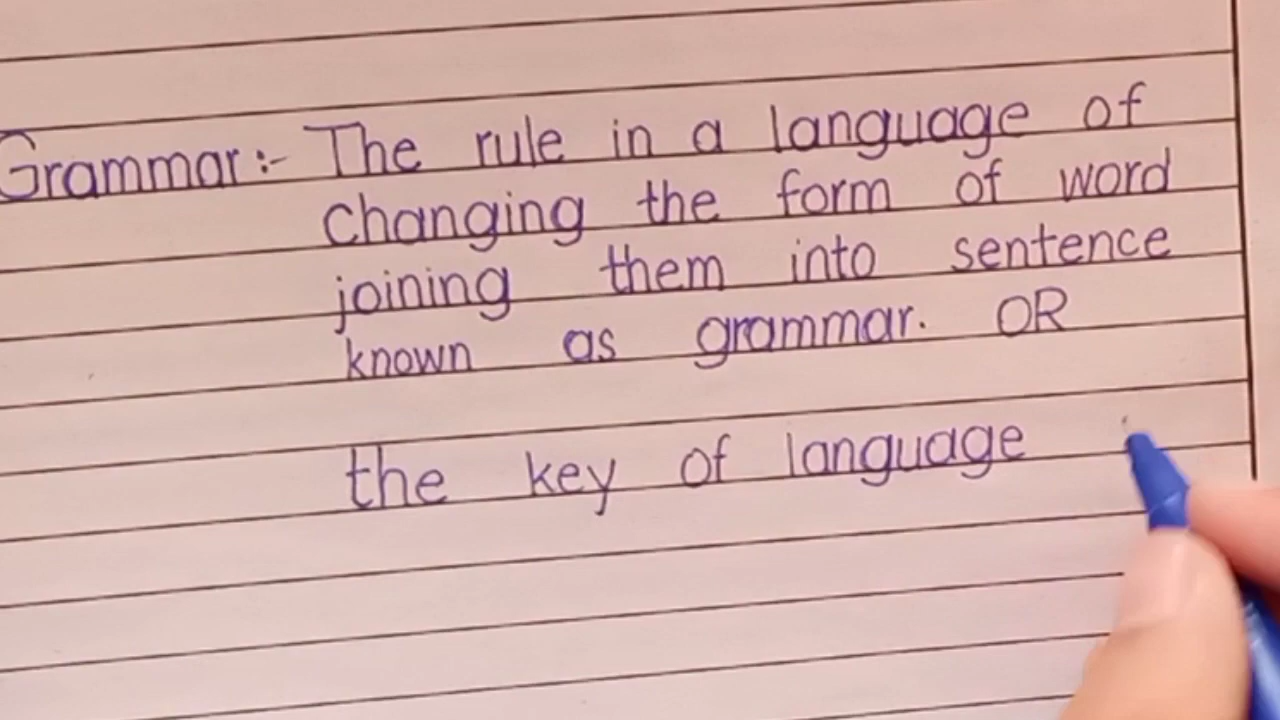 Grammar:- The rule in a language of
changing the form of word
joining them into sentence
known as grammar. OR
the key of language